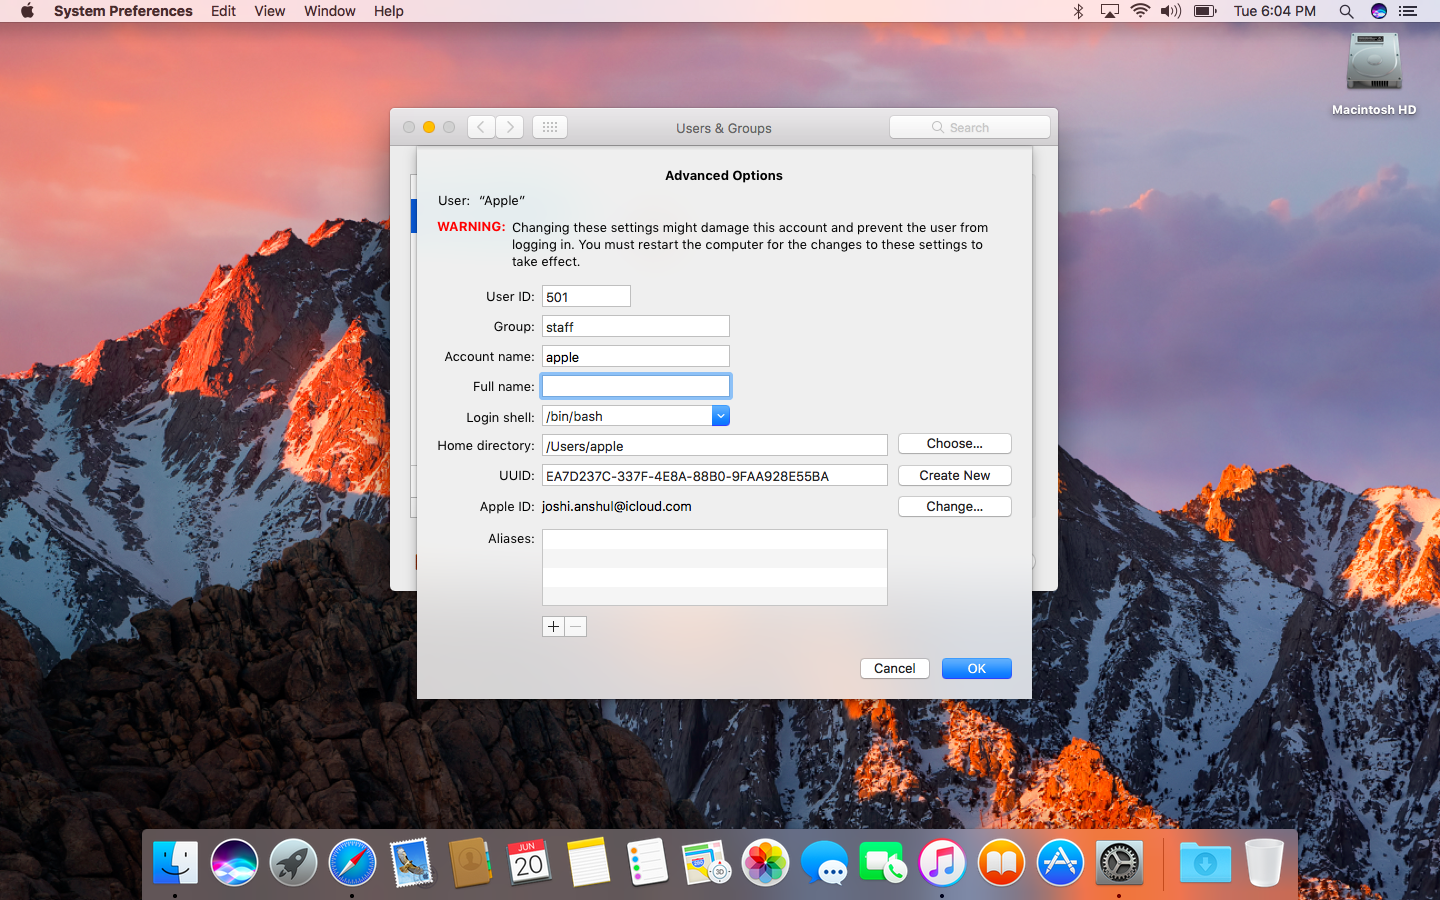 System Preferences Edit View Window Help Tue 6:04 PM
Macintosh HD
Users & Groups
Search
Advanced Options
User: “Apple”
WARNING: Changing these settings might damage this account and prevent the user from
logging in. You must restart the computer for the changes to these settings to
take effect.
User ID: 501
Group: staff
Account name: apple
Full name:
Login shell: /bin/bash
Home directory: /Users/apple Choose...
UUID: EA7D237C-337F-4E8A-88B0-9FAA928E55BA Create New
Apple ID: joshi.anshul@icloud.com Change...
Aliases:
Cancel OK
JUN
20
3D